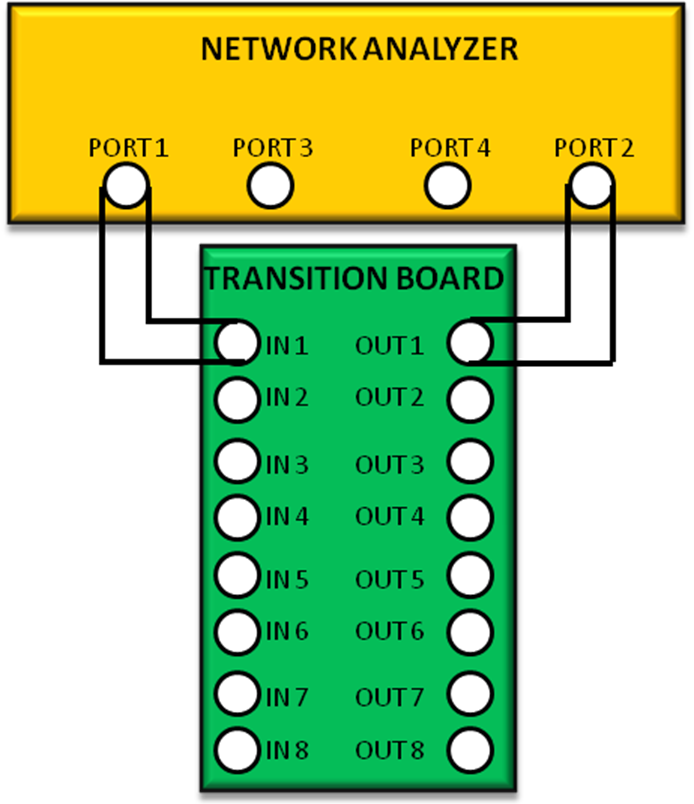 NETWORK ANALYZER
PORT 1 PORT 3 PORT 4 PORT 2
TRANSITION BOARD
IN 1 OUT 1
IN 2 OUT 2
IN 3 OUT 3
IN 4 OUT 4
IN 5 OUT 5
IN 6 OUT 6
IN 7 OUT 7
IN 8 OUT 8